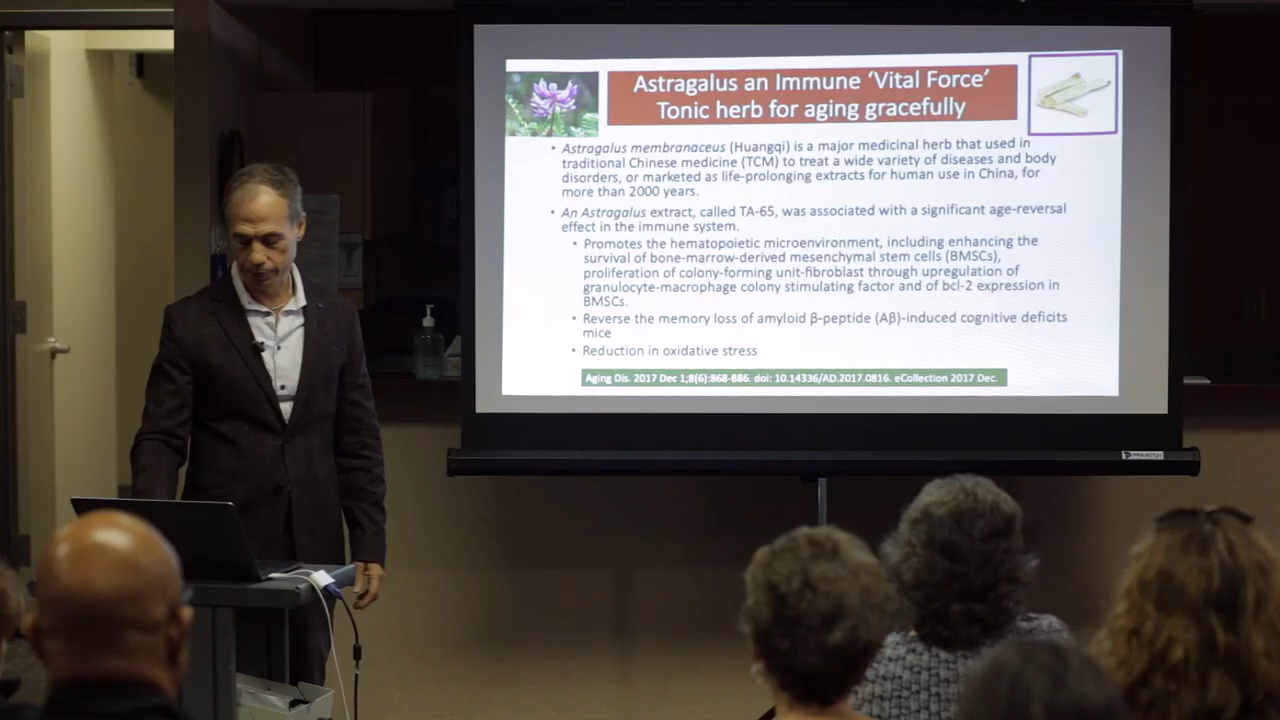 Astragalus an Immune ‘Vital Force’
Tonic herb for aging gracefully
• Astragalus membranaceus (Huangqi) is a major medicinal herb that used in
traditional Chinese medicine (TCM) to treat a wide variety of diseases and body
disorders, or marketed as life-prolonging extracts for human use in China, for
more than 2000 years.
• An Astragalus extract, called TA-65, was associated with a significant age-reversal
effect in the immune system.
• Promotes the hematopoietic microenvironment, including enhancing the
survival of bone-marrow-derived mesenchymal stem cells (BMSCs),
proliferation of colony-forming unit-fibroblast through upregulation of
granulocyte-macrophage colony stimulating factor and of bcl-2 expression in
BMSCs.
• Reverse the memory loss of amyloid β-peptide (Aβ)-induced cognitive deficits
mice
• Reduction in oxidative stress
Aging Dis. 2017 Dec 1;8(6):868-886. doi: 10.14336/AD.2017.0816. eCollection 2017 Dec.